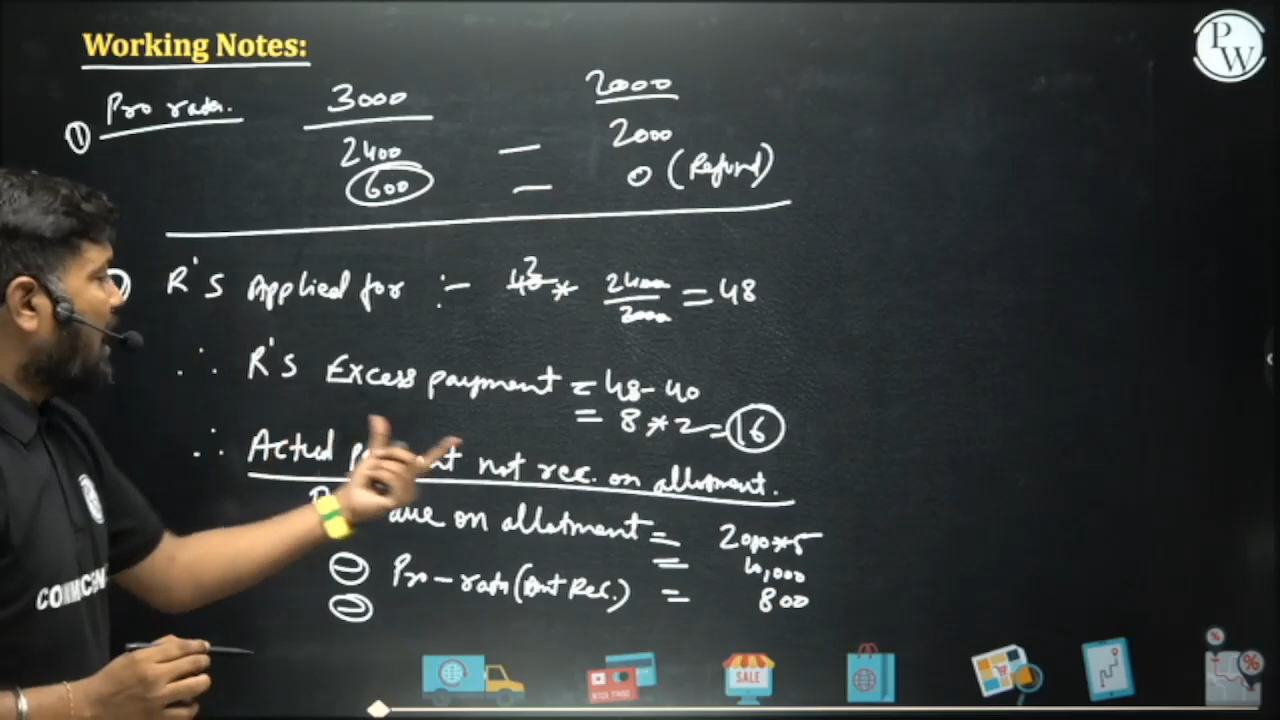 Working Notes:
PW
① Pro rata. 3000 2000
2400 — 2000
600 — 0 (Refund)
R's Applied for :- * 2400/2000 = 48
∴ R's Excess payment = 48-40
= 8*2 = 16
∴ Actual not rec. on allotment.
due on allotment = 2000*5
= 10,000
Pro-rata ( Rec.) = 800
SALE
%
%